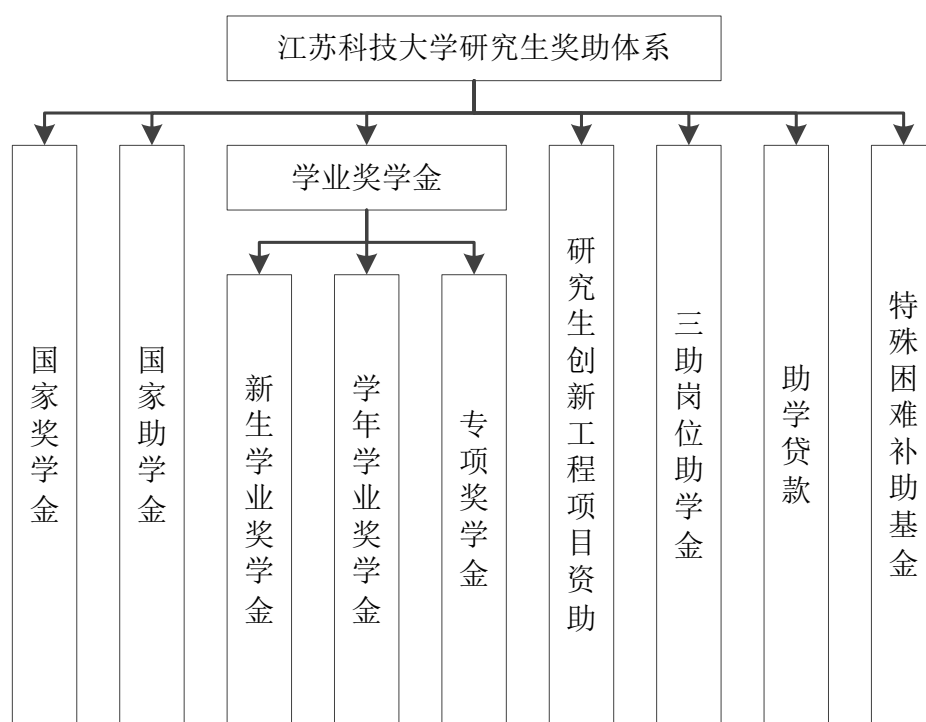 江苏科技大学研究生奖助体系
国家奖学金
国家助学金
学业奖学金
新生学业奖学金
学年学业奖学金
专项奖学金
研究生创新工程项目资助
三助岗位助学金
助学贷款
特殊困难补助基金